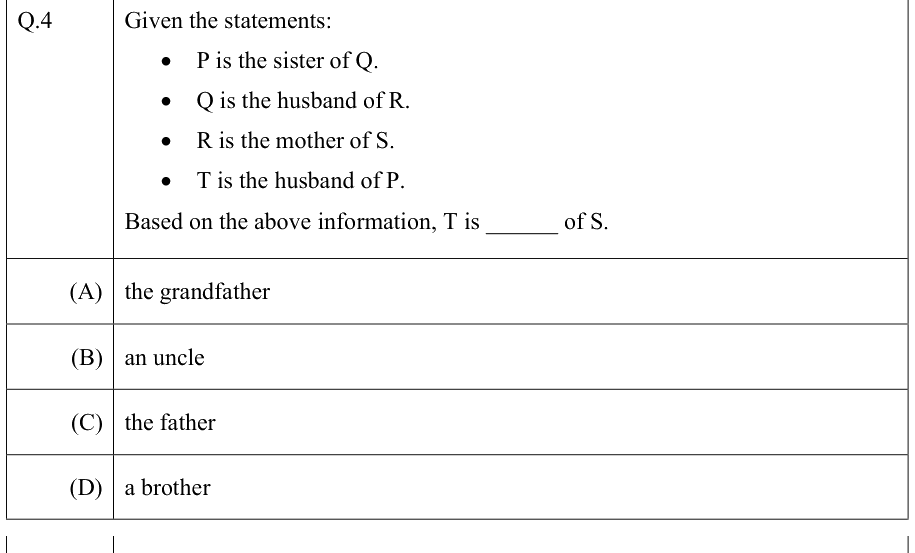 Q.4 Given the statements:
• P is the sister of Q.
• Q is the husband of R.
• R is the mother of S.
• T is the husband of P.
Based on the above information, T is ______ of S.
(A) the grandfather
(B) an uncle
(C) the father
(D) a brother